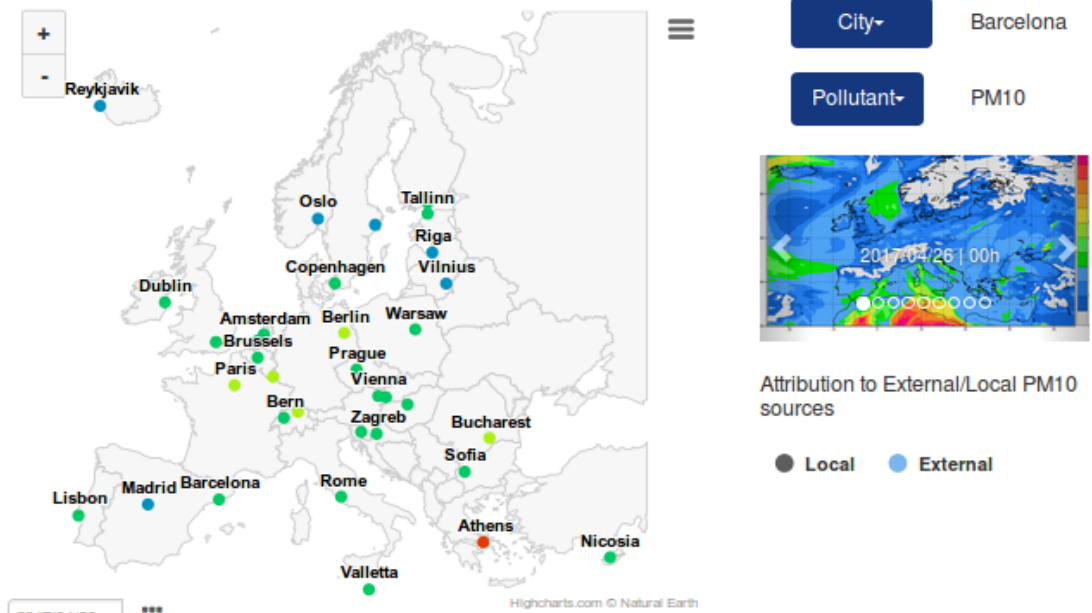 +
-
City
Barcelona
Reykjavik
Pollutant
PM10
Oslo
Tallinn
Riga
Copenhagen
Vilnius
2017/04/26 | 00h
Dublin
Amsterdam
Berlin
Warsaw
Brussels
Prague
Paris
Vienna
Attribution to External/Local PM10
sources
Bern
Zagreb
Bucharest
Sofia
Local
External
Lisbon
Madrid
Barcelona
Rome
Athens
Nicosia
Valletta
Highcharts.com © Natural Earth